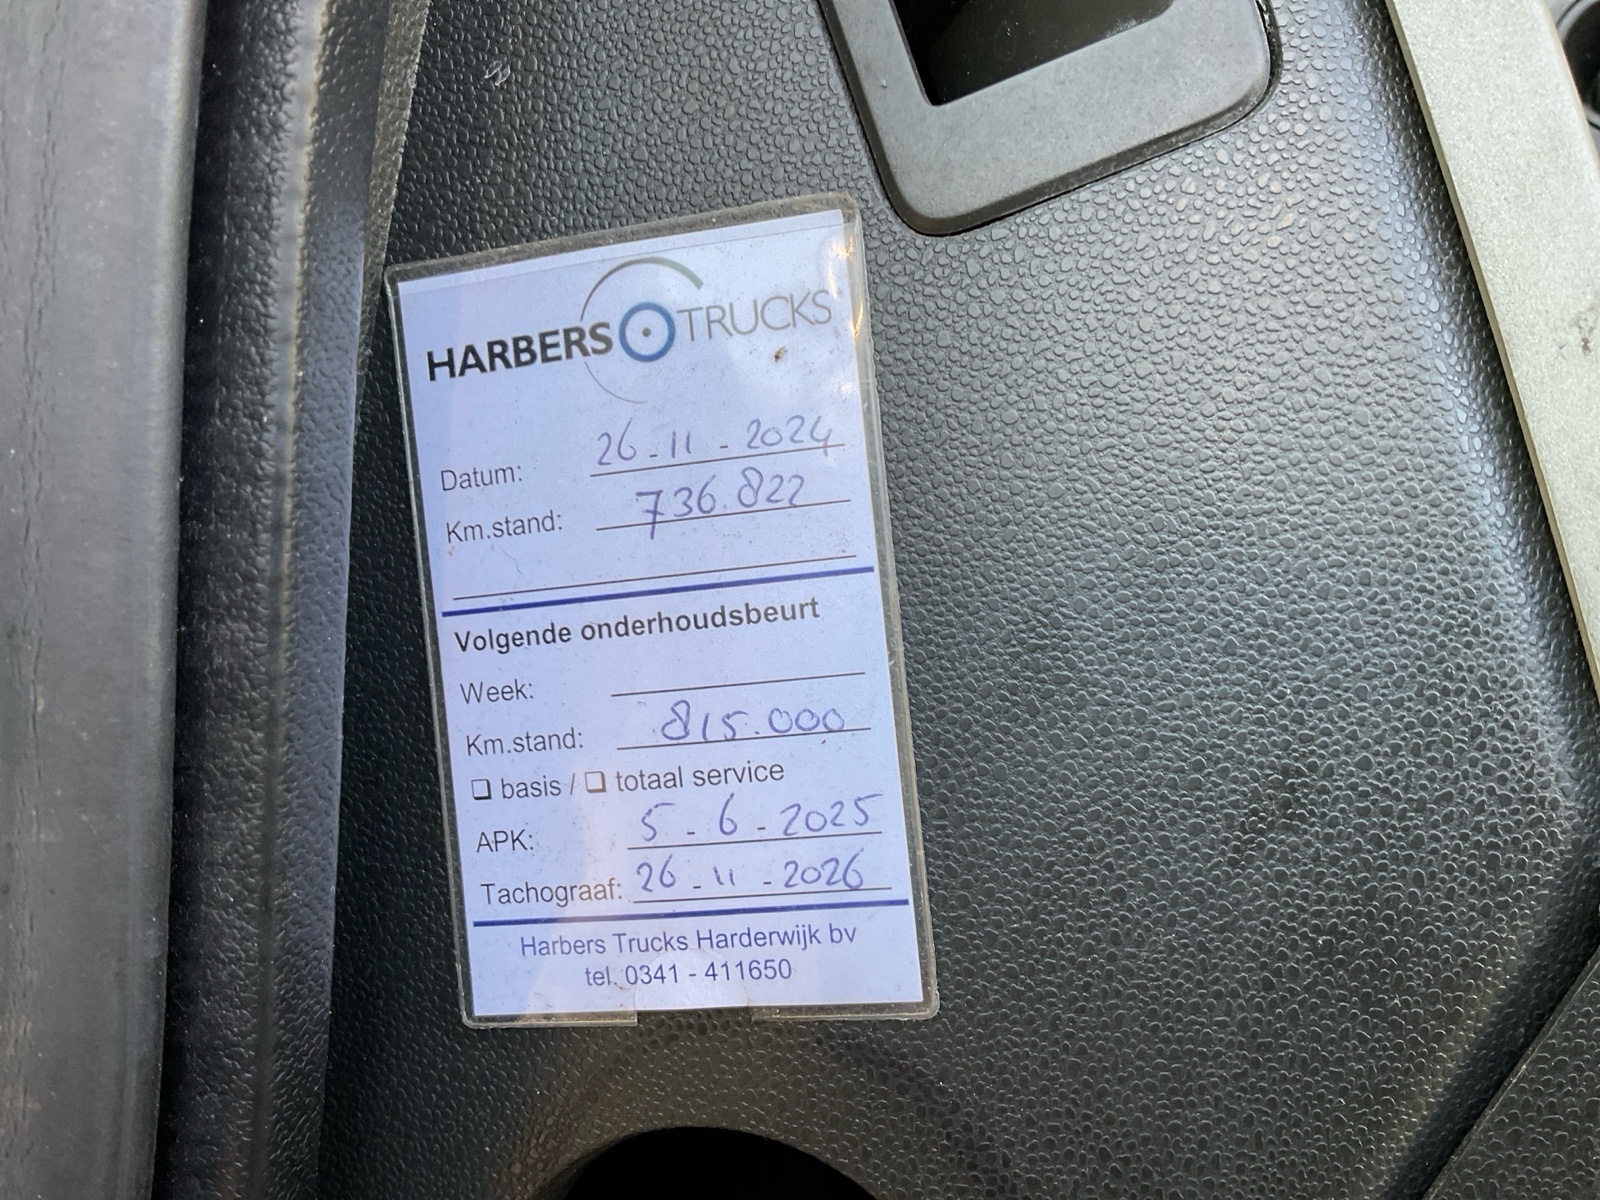 HARBERS TRUCKS
Datum: 26-11-2024
Km.stand: 736.822
Volgende onderhoudsbeurt
Week:
Km.stand: 815.000
❑ basis / ❑ totaal service
APK: 5-6-2025
Tachograaf: 26-11-2026
Harbers Trucks Harderwijk bv
tel. 0341 - 411650